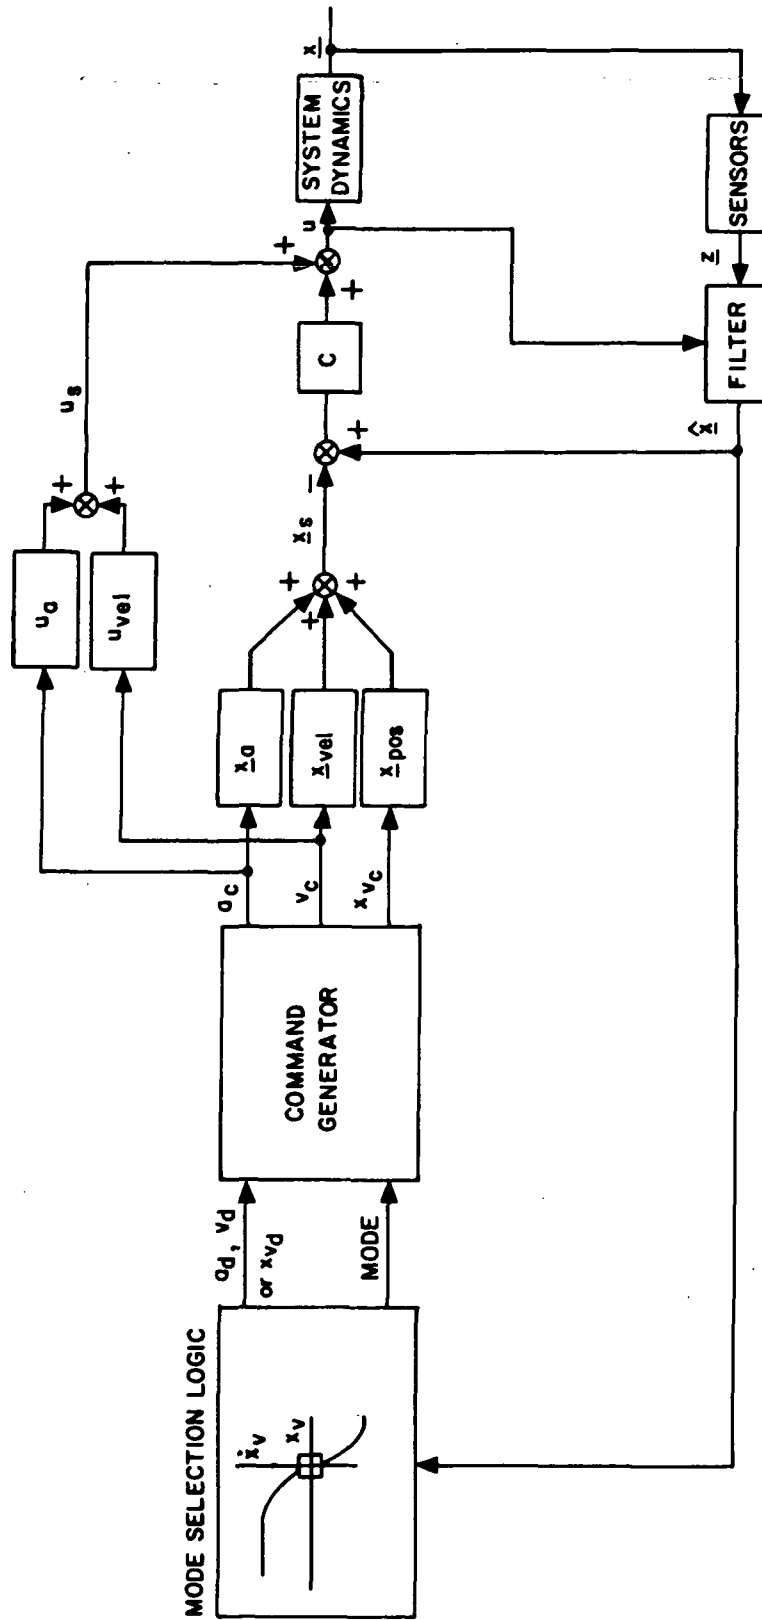 MODE SELECTION LOGIC
ẋv
xv
ad, vd
or xvd
MODE
COMMAND
GENERATOR
ac
vc
xvc
ua
uvel
xa
xvel
xpos
+
+
us
+
+
+
xs
-
+
C
+
+
u
SYSTEM
DYNAMICS
x
SENSORS
z
FILTER
x̂